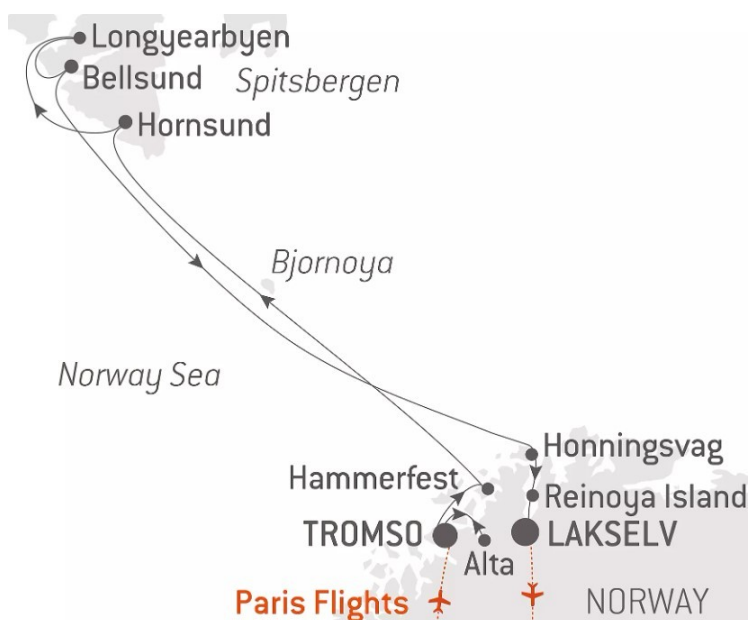 Longyearbyen
Bellsund
Spitsbergen
Hornsund
Bjornoya
Norway Sea
Honningsvag
Hammerfest
Reinoya Island
TROMSO
LAKSELV
Alta
Paris Flights
NORWAY